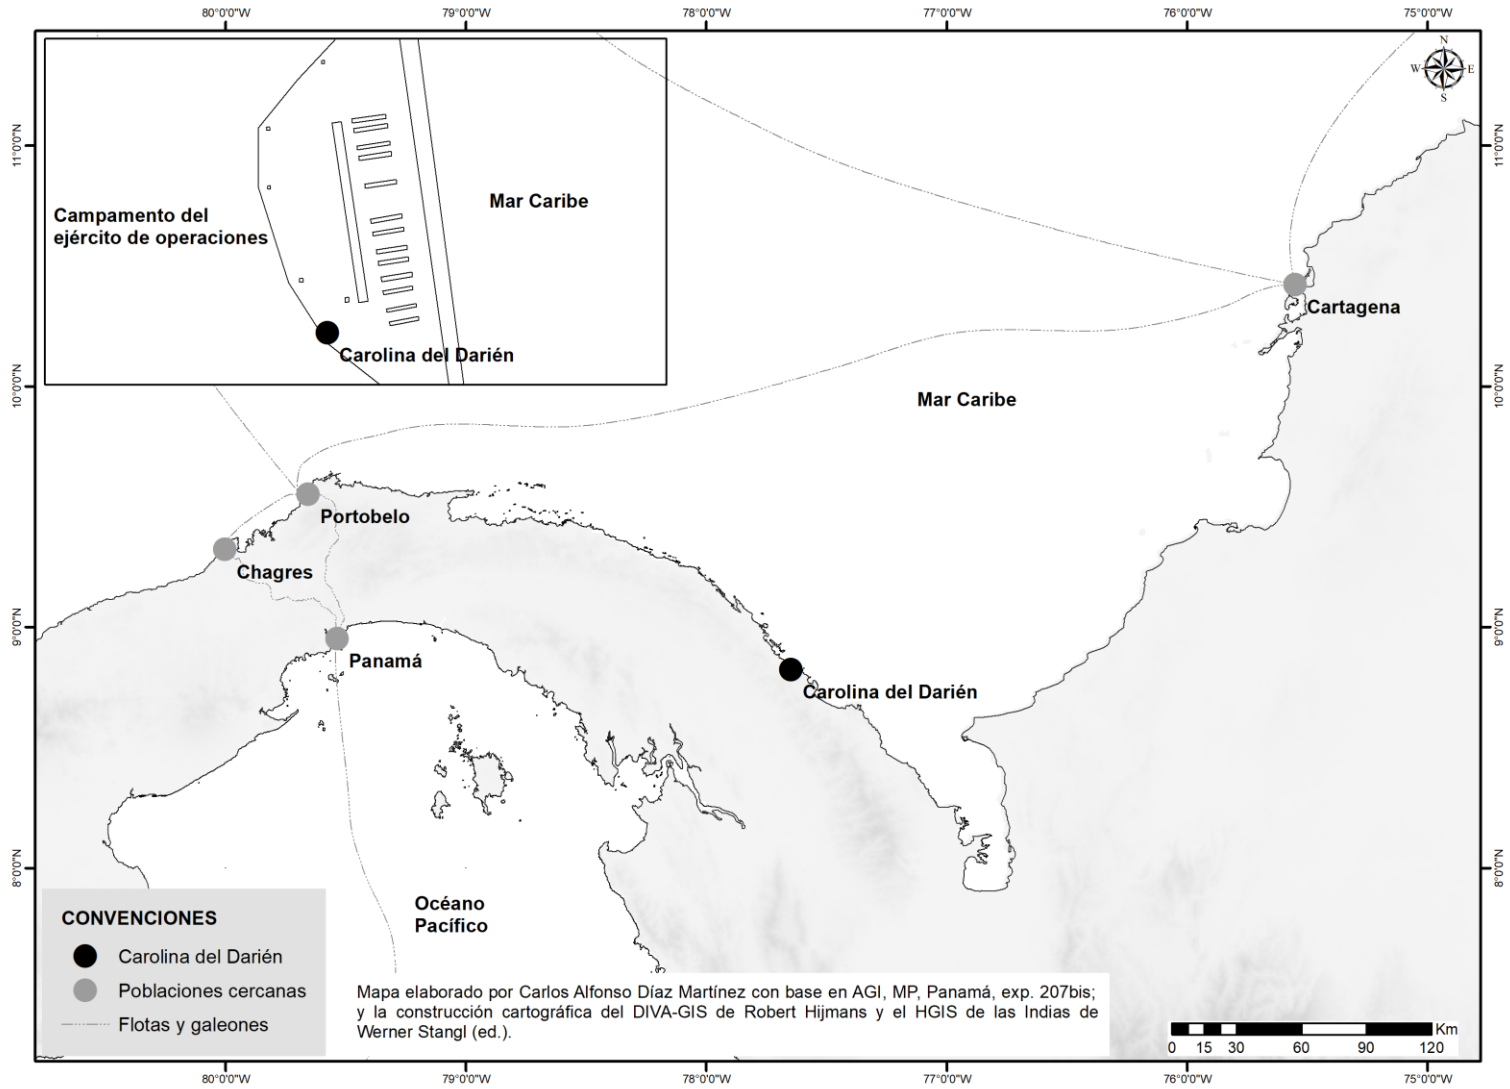 80°0'0"W 79°0'0"W 78°0'0"W 77°0'0"W 76°0'0"W 75°0'0"W
N
W E
S
11°0'0"N
11°0'0"N
Mar Caribe
Campamento del
ejército de operaciones
Carolina del Darién
Cartagena
10°0'0"N
10°0'0"N
Mar Caribe
Portobelo
Chagres
9°0'0"N
9°0'0"N
Panamá
Carolina del Darién
8°0'0"N
8°0'0"N
Océano
Pacífico
CONVENCIONES
Carolina del Darién
Poblaciones cercanas
Flotas y galeones
Mapa elaborado por Carlos Alfonso Díaz Martínez con base en AGI, MP, Panamá, exp. 207bis;
y la construcción cartográfica del DIVA-GIS de Robert Hijmans y el HGIS de las Indias de
Werner Stangl (ed.).
Km
0 15 30 60 90 120
80°0'0"W 79°0'0"W 78°0'0"W 77°0'0"W 76°0'0"W 75°0'0"W